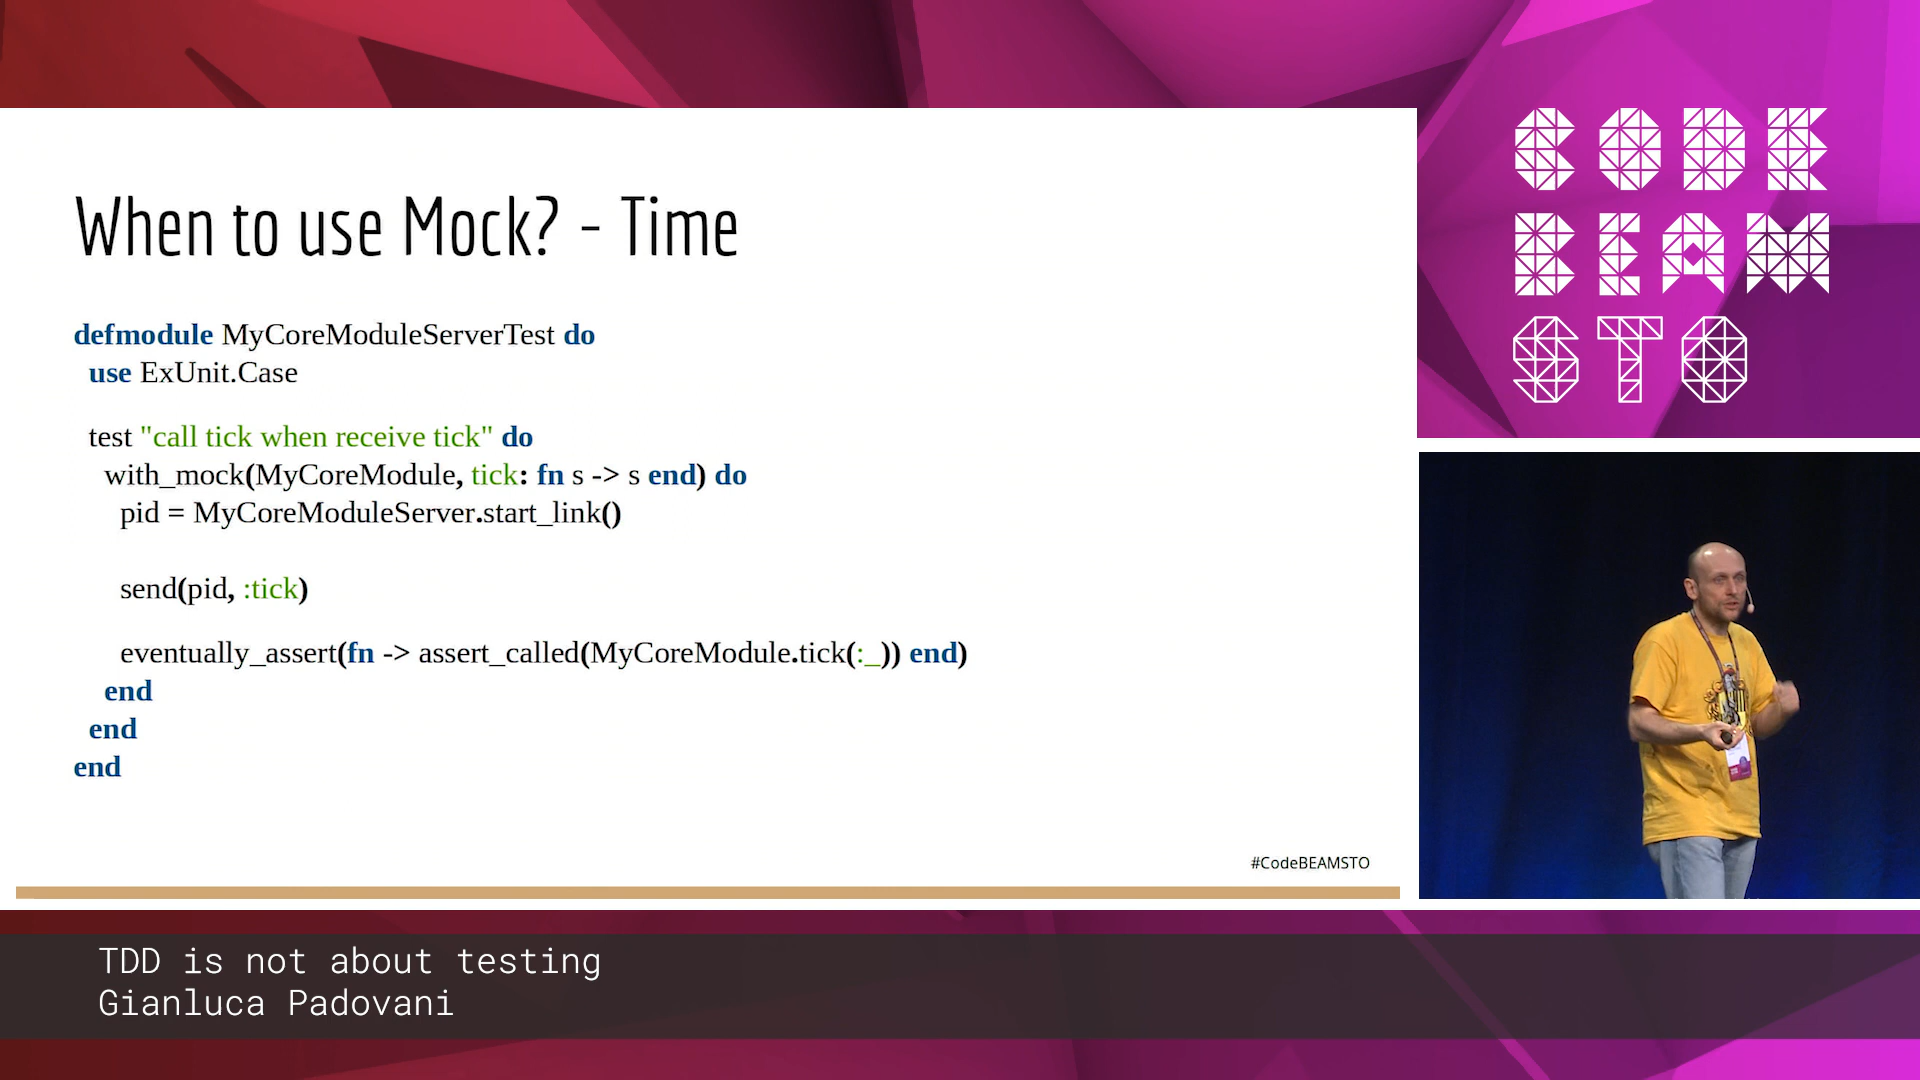 When to use Mock? - Time
defmodule MyCoreModuleServerTest do
use ExUnit.Case
test "call tick when receive tick" do
with_mock(MyCoreModule, tick: fn s -> s end) do
pid = MyCoreModuleServer.start_link()
send(pid, :tick)
eventually_assert(fn -> assert_called(MyCoreModule.tick(:_)) end)
end
end
end
#CodeBEAMSTO
CODE
BEAM
STO
TDD is not about testing
Gianluca Padovani